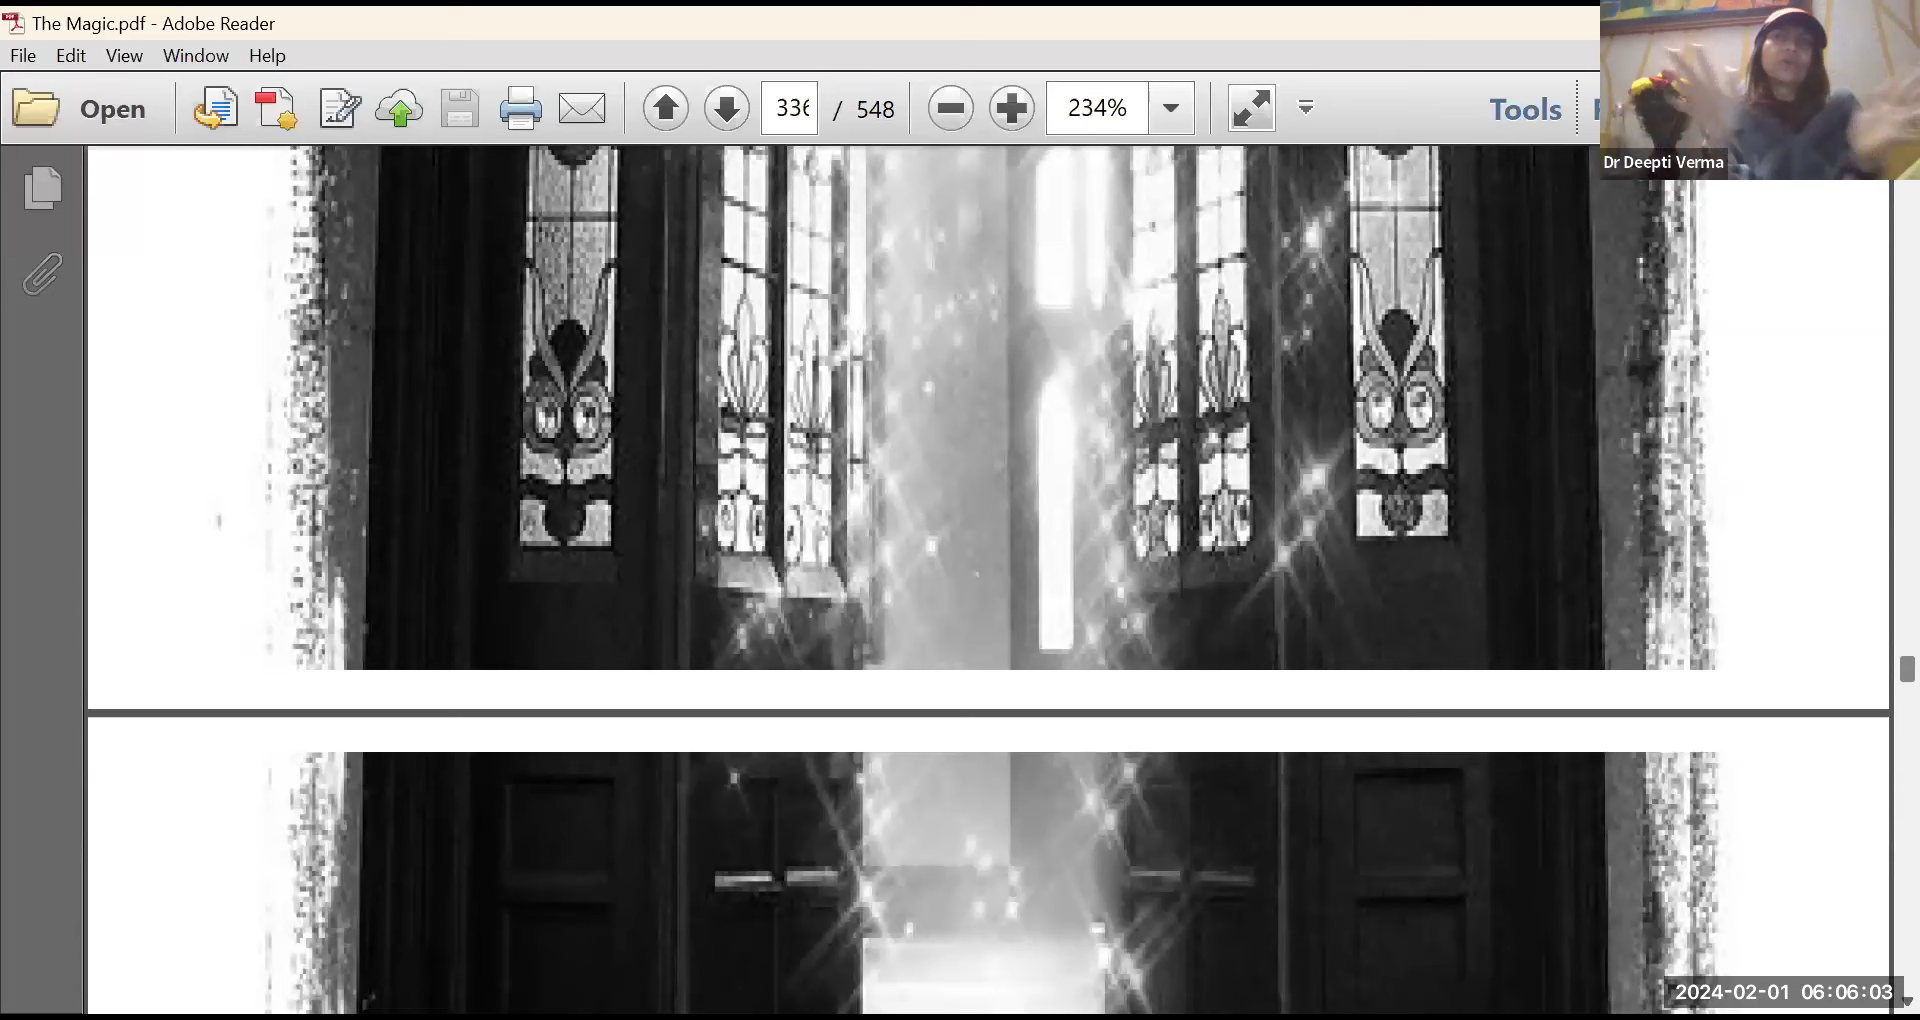 The Magic.pdf - Adobe Reader
File Edit View Window Help
Open 336 / 548 234% Tools
Dr Deepti Verma
2024-02-01 06:06:03